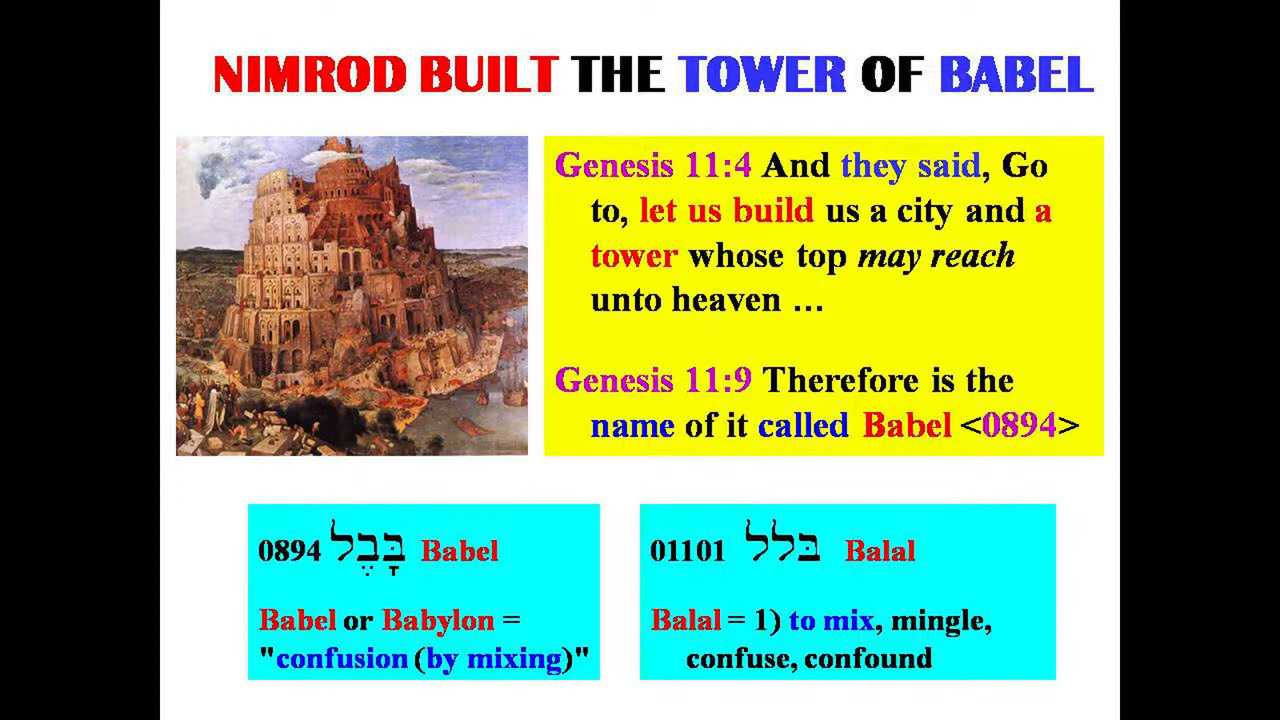 NIMROD BUILT THE TOWER OF BABEL
Genesis 11:4 And they said, Go
to, let us build us a city and a
tower whose top may reach
unto heaven ...
Genesis 11:9 Therefore is the
name of it called Babel <0894>
0894 בָּבֶל Babel
Babel or Babylon =
"confusion (by mixing)"
01101 בּלל Balal
Balal = 1) to mix, mingle,
confuse, confound